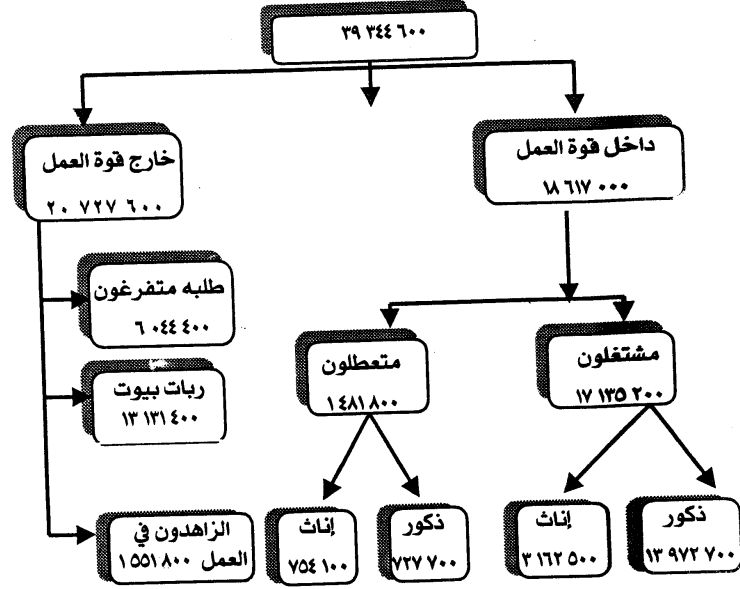 ٣٩ ٣٤٤ ٦٠٠
داخل قوة العمل
١٨ ٦١٧ ٠٠٠
خارج قوة العمل
٢٠ ٧٢٧ ٦٠٠
طلبه متفرغون
٦ ٠٤٤ ٤٠٠
ربات بيوت
١٣ ١٣١ ٤٠٠
الزاهدون في
العمل ١ ٥٥١ ٨٠٠
مشتغلون
١٧ ١٣٥ ٢٠٠
متعطلون
١ ٤٨١ ٨٠٠
ذكور
١٣ ٩٧٢ ٧٠٠
إناث
٣ ١٦٢ ٥٠٠
ذكور
٧٢٧ ٧٠٠
إناث
٧٥٤ ١٠٠